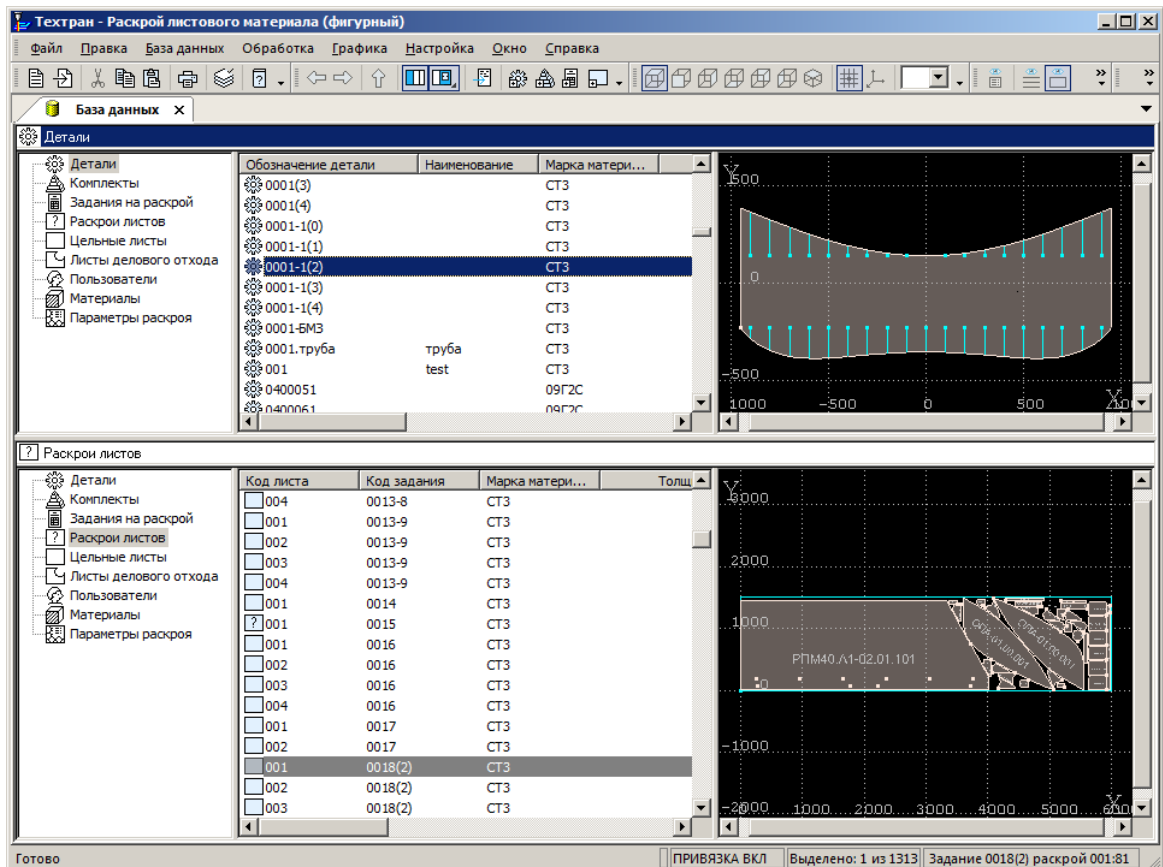 Техтран - Раскрой листового материала (фигурный)
Файл Правка База данных Обработка Графика Настройка Окно Справка
База данных
Детали
Детали
Комплекты
Задания на раскрой
Раскрои листов
Цельные листы
Листы делового отхода
Пользователи
Материалы
Параметры раскроя
Обозначение детали Наименование Марка матери...
0001(3) СТ3
0001(4) СТ3
0001-1(0) СТ3
0001-1(1) СТ3
0001-1(2) СТ3
0001-1(3) СТ3
0001-1(4) СТ3
0001-БМЗ СТ3
0001.труба труба СТ3
001 test СТ3
0400051 09Г2С
0400061 09Г2С
Y
500
0
-500
1000 -500 0 500
X
Раскрои листов
Детали
Комплекты
Задания на раскрой
Раскрои листов
Цельные листы
Листы делового отхода
Пользователи
Материалы
Параметры раскроя
Код листа Код задания Марка матери... Толщ
004 0013-8 СТ3
001 0013-9 СТ3
002 0013-9 СТ3
003 0013-9 СТ3
004 0013-9 СТ3
001 0014 СТ3
001 0015 СТ3
001 0016 СТ3
002 0016 СТ3
003 0016 СТ3
004 0016 СТ3
001 0017 СТ3
002 0017 СТ3
001 0018(2) СТ3
002 0018(2) СТ3
003 0018(2) СТ3
Y
3000
2000
1000
РПМ40.Л1-02.01.101
0
-1000
-2000 1000 2000 3000 4000 5000
X
Готово ПРИВЯЗКА ВКЛ Выделено: 1 из 1313 Задание 0018(2) раскрой 001:81